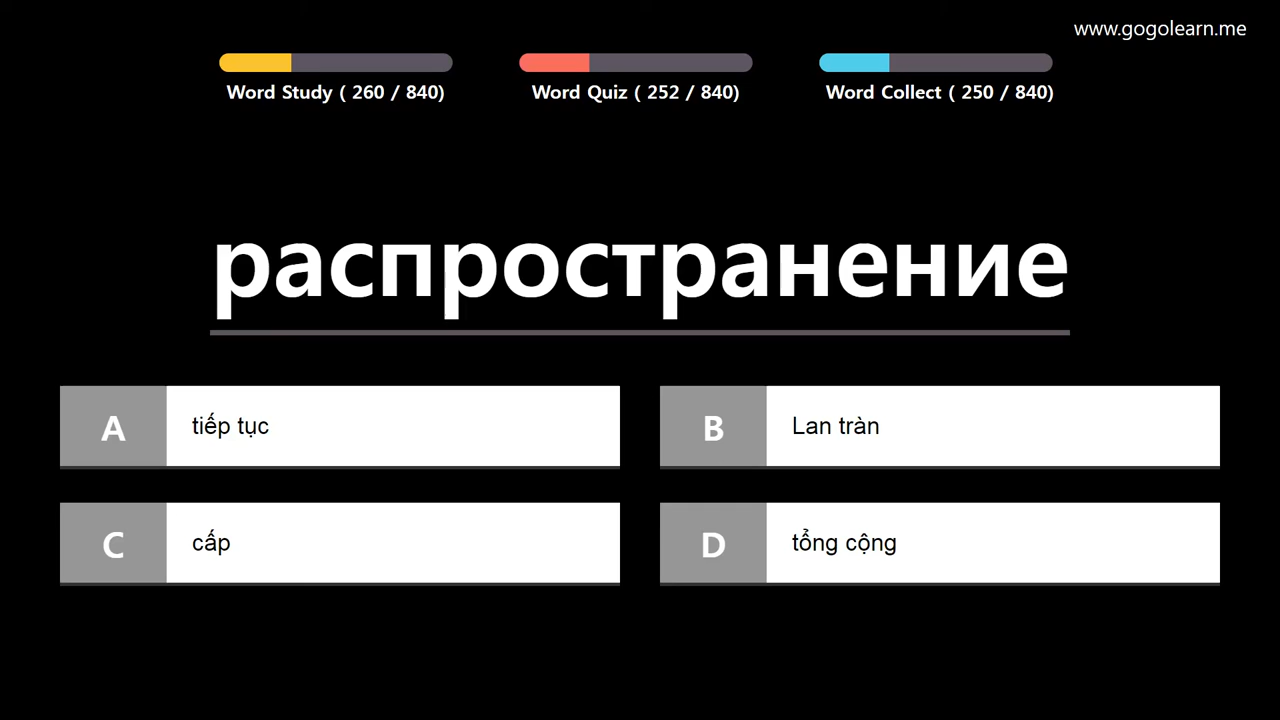 www.gogolearn.me
Word Study ( 260 / 840)
Word Quiz ( 252 / 840)
Word Collect ( 250 / 840)
распространение
A tiếp tục
B Lan tràn
C cấp
D tổng cộng